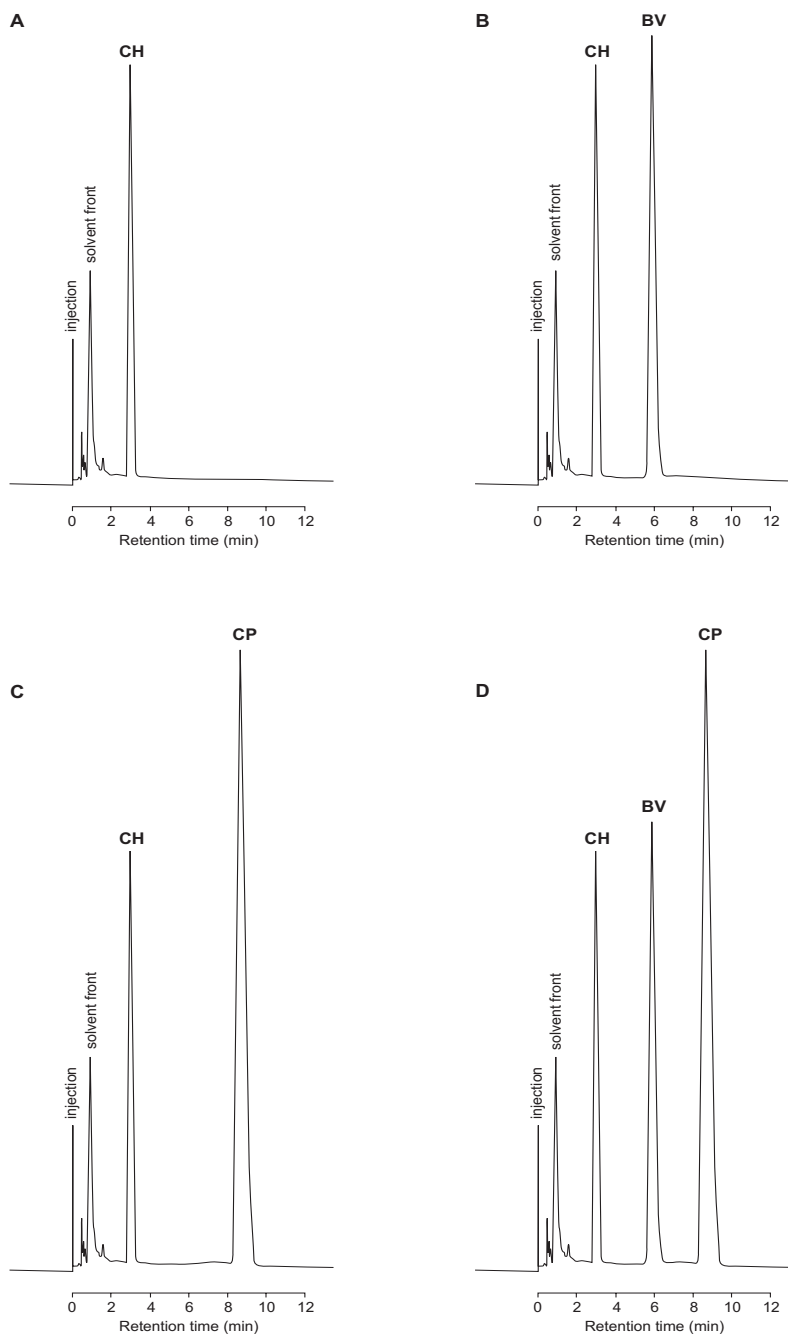 A
CH
solvent front
injection
0 2 4 6 8 10 12
Retention time (min)
B
BV
CH
solvent front
injection
0 2 4 6 8 10 12
Retention time (min)
C
CP
CH
solvent front
injection
0 2 4 6 8 10 12
Retention time (min)
D
CP
BV
CH
solvent front
injection
0 2 4 6 8 10 12
Retention time (min)